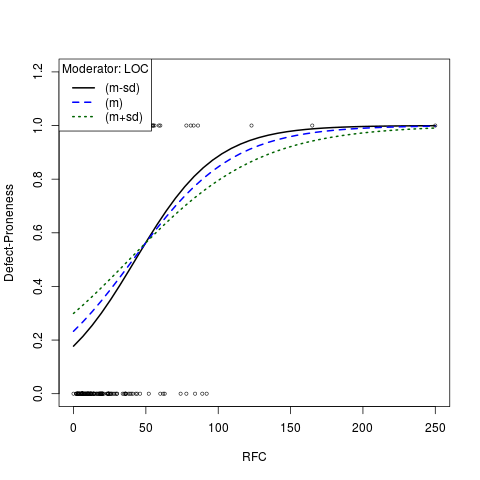 Moderator: LOC
(m-sd)
(m)
(m+sd)
Defect-Proneness
1.2
1.0
0.8
0.6
0.4
0.2
0.0
0 50 100 150 200 250
RFC